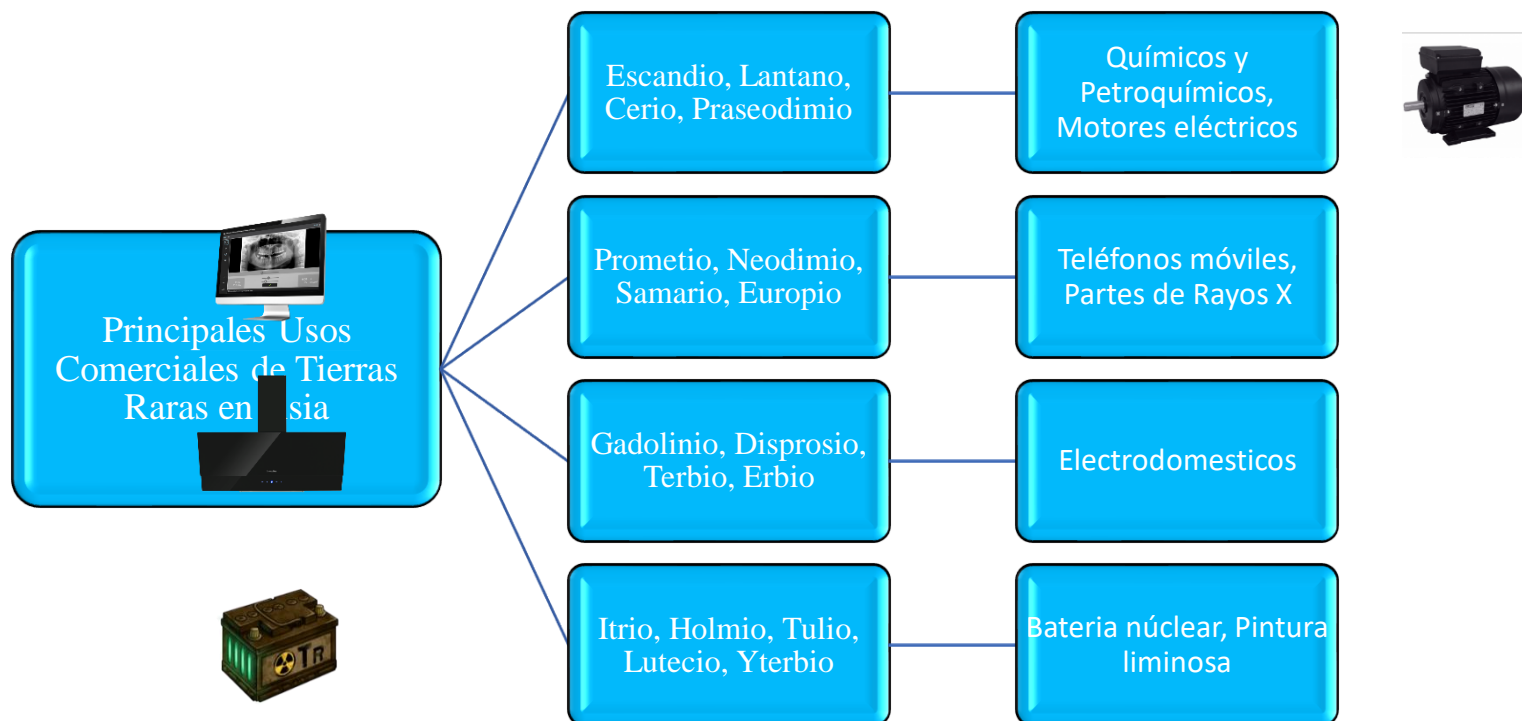 Principales Usos
Comerciales de Tierras
Raras en sia
Escandio, Lantano,
Cerio, Praseodimio
Químicos y
Petroquímicos,
Motores eléctricos
Prometio, Neodimio,
Samario, Europio
Teléfonos móviles,
Partes de Rayos X
Gadolinio, Disprosio,
Terbio, Erbio
Electrodomesticos
Itrio, Holmio, Tulio,
Lutecio, Yterbio
Bateria núclear, Pintura
liminosa
TR